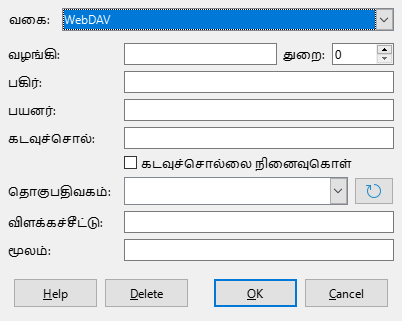 வகை: WebDAV
வழங்கி: துறை: 0
பகிர்:
பயனர்:
கடவுச்சொல்:
கடவுச்சொல்லை நினைவுகொள்
தொகுபதிவகம்:
விளக்கச்சீட்டு:
மூலம்:
Help Delete OK Cancel